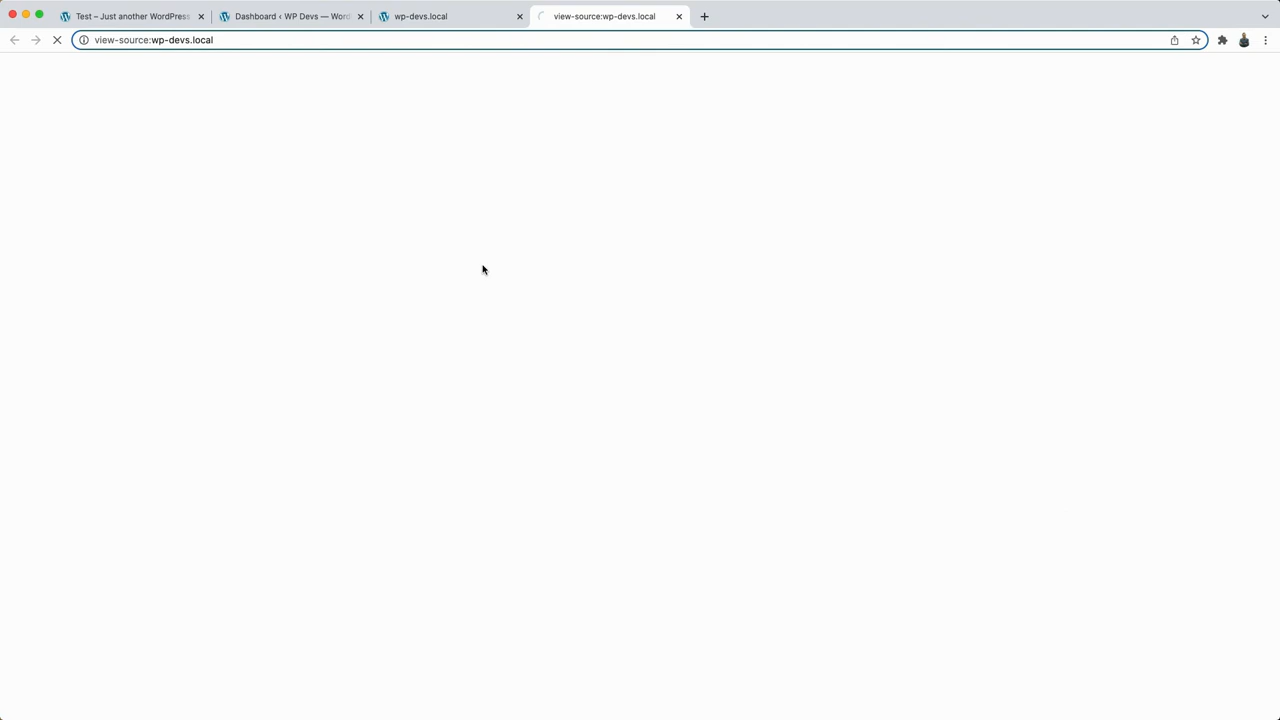 Test – Just another WordPress
Dashboard ‹ WP Devs — Word
wp-devs.local
view-source:wp-devs.local
view-source:wp-devs.local